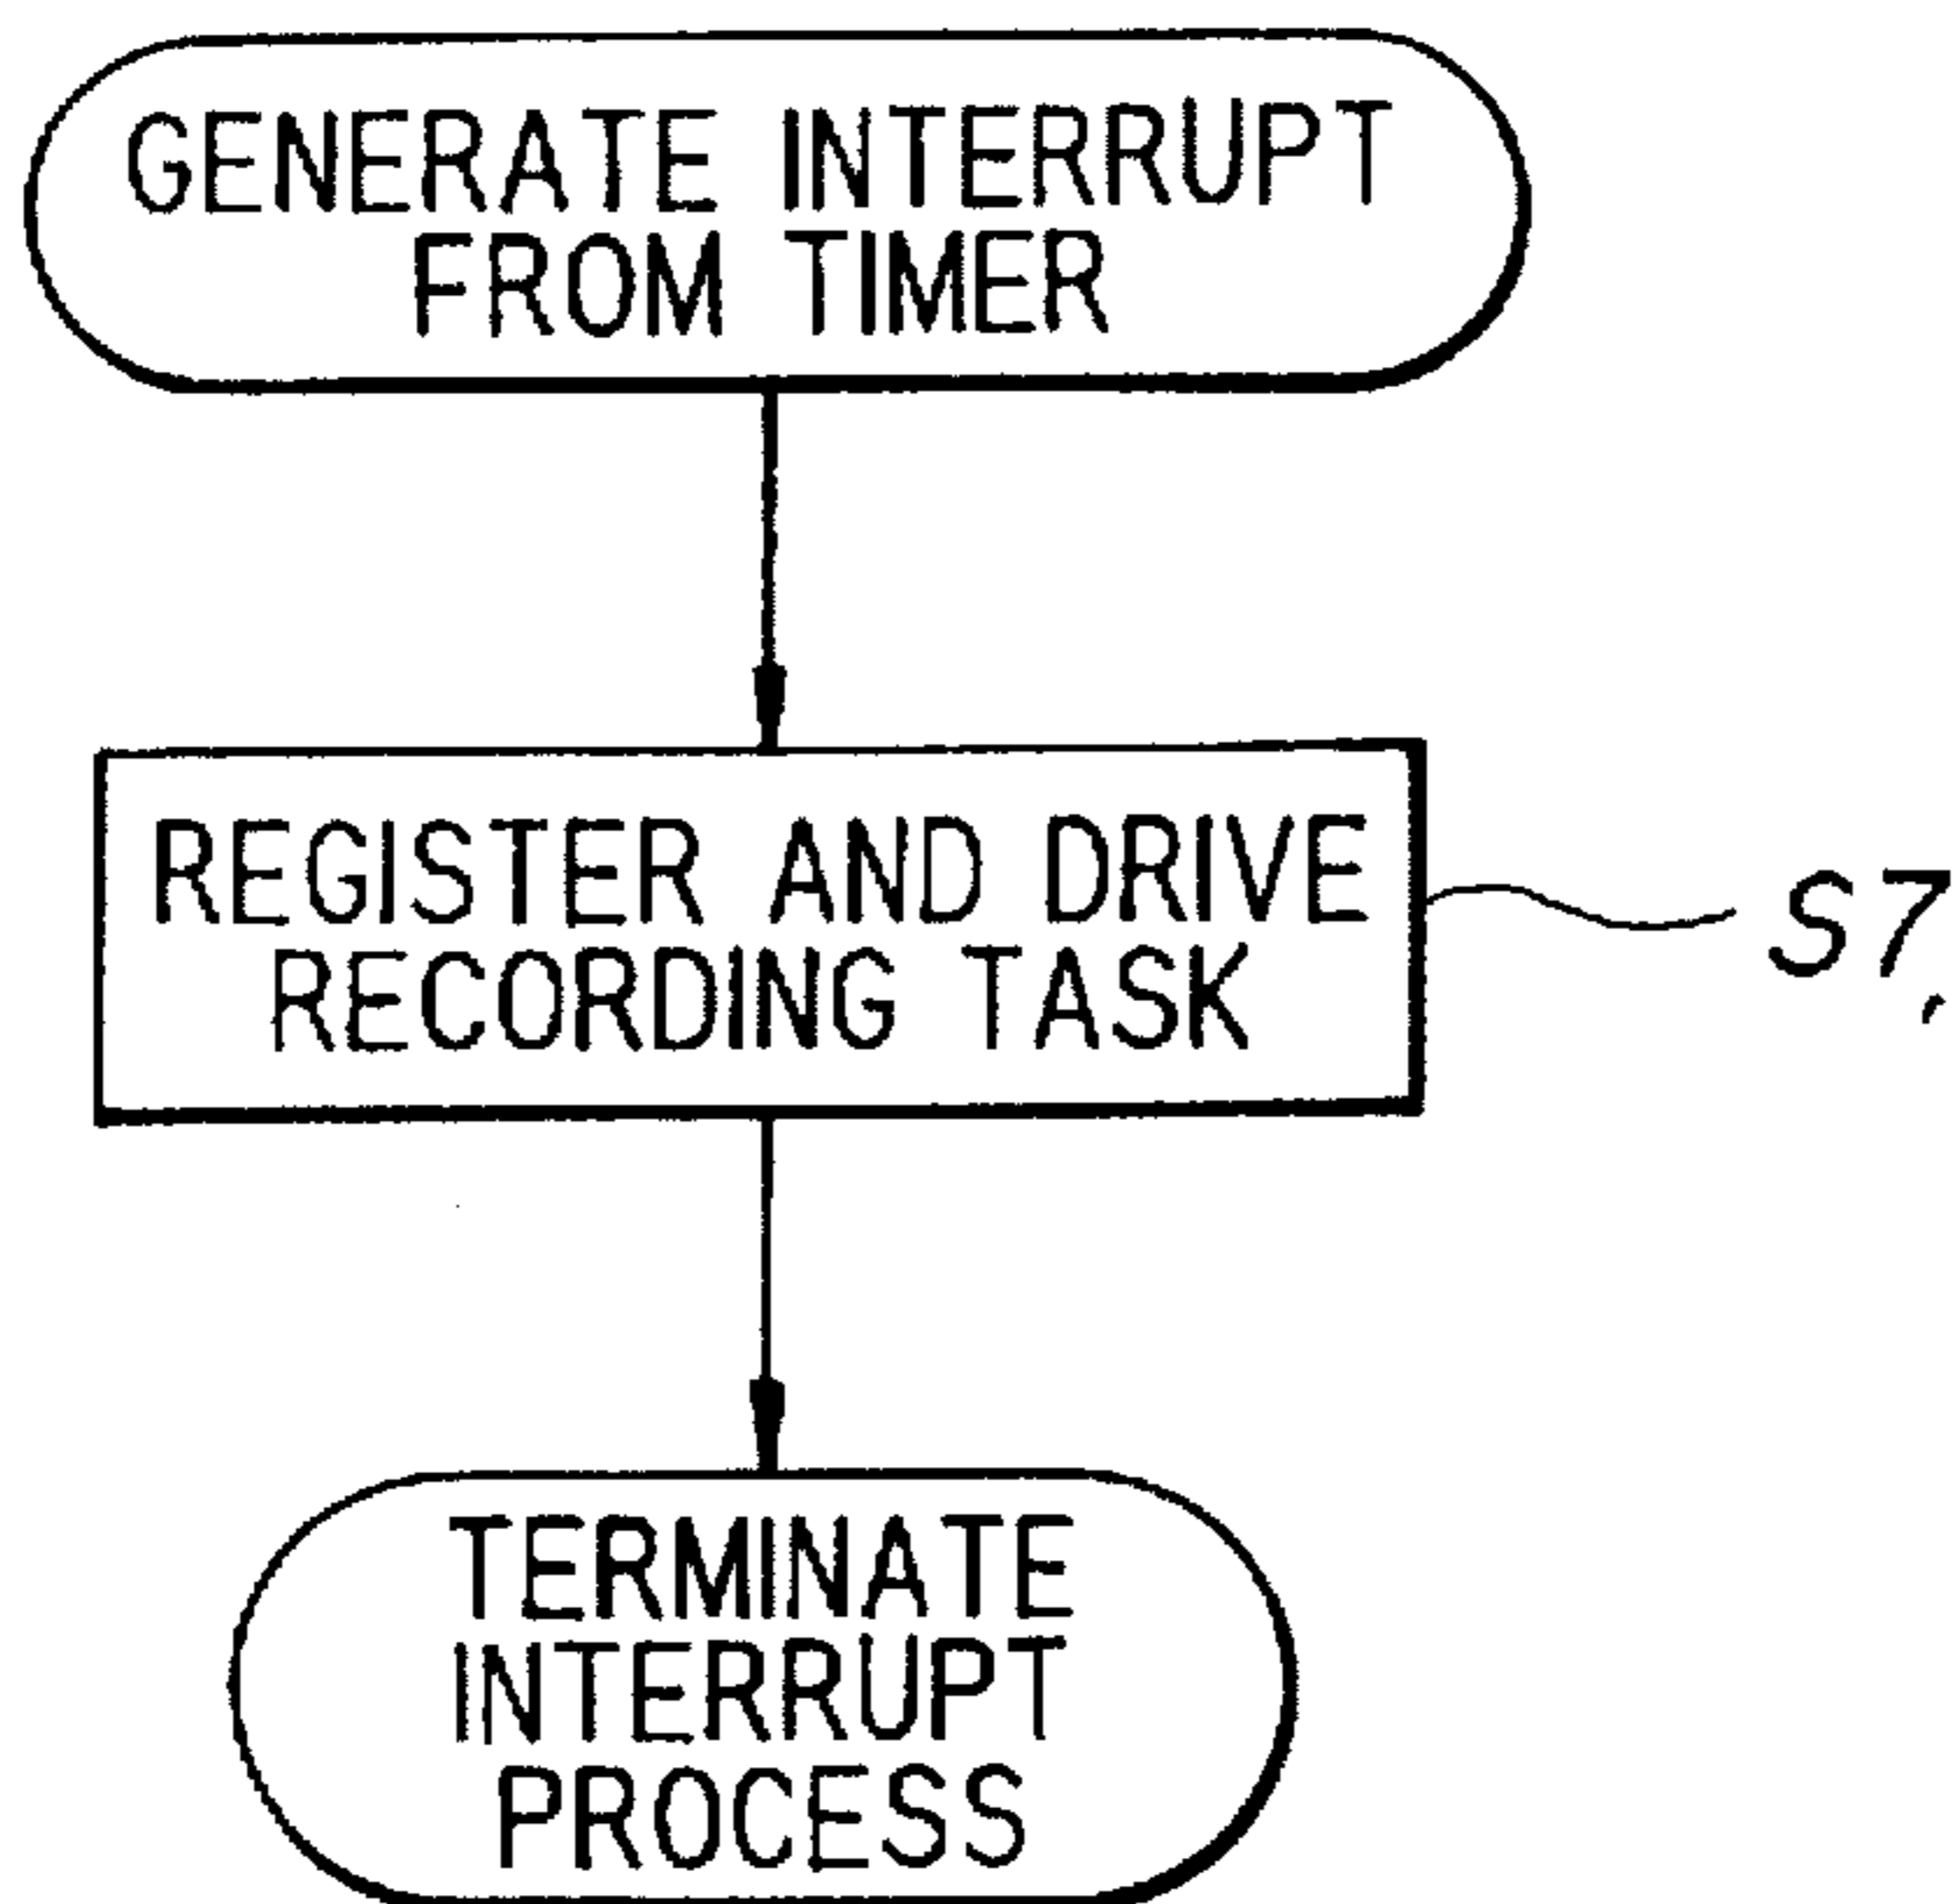 GENERATE INTERRUPT
FROM TIMER
REGISTER AND DRIVE
RECORDING TASK
S7
TERMINATE
INTERRUPT
PROCESS